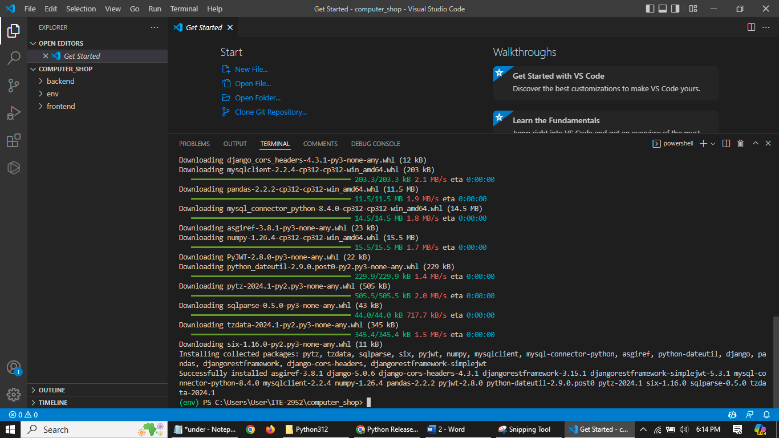 File Edit Selection View Go Run Terminal Help
Get Started - computer_shop - Visual Studio Code
EXPLORER
Get Started
OPEN EDITORS
Get Started
COMPUTER_SHOP
backend
env
frontend
OUTLINE
TIMELINE
Start
New File...
Open File...
Open Folder...
Clone Git Repository...
Walkthroughs
Get Started with VS Code
Discover the best customizations to make VS Code yours.
Learn the Fundamentals
Jump right into VS Code and get an overview of the most
PROBLEMS OUTPUT TERMINAL COMMENTS DEBUG CONSOLE
powershell
Downloading django_cors_headers-4.3.1-py3-none-any.whl (12 kB)
Downloading mysqlclient-2.2.4-cp312-cp312-win_amd64.whl (203 kB)
203.3/203.3 kB 2.1 MB/s eta 0:00:00
Downloading pandas-2.2.2-cp312-cp312-win_amd64.whl (11.5 MB)
11.5/11.5 MB 1.9 MB/s eta 0:00:00
Downloading mysql_connector_python-8.4.0-cp312-cp312-win_amd64.whl (14.5 MB)
14.5/14.5 MB 1.8 MB/s eta 0:00:00
Downloading asgiref-3.8.1-py3-none-any.whl (23 kB)
Downloading numpy-1.26.4-cp312-cp312-win_amd64.whl (15.5 MB)
15.5/15.5 MB 1.7 MB/s eta 0:00:00
Downloading PyJWT-2.8.0-py3-none-any.whl (22 kB)
Downloading python_dateutil-2.9.0.post0-py2.py3-none-any.whl (229 kB)
229.9/229.9 kB 1.4 MB/s eta 0:00:00
Downloading pytz-2024.1-py2.py3-none-any.whl (505 kB)
505.5/505.5 kB 2.0 MB/s eta 0:00:00
Downloading sqlparse-0.5.0-py3-none-any.whl (43 kB)
44.0/44.0 kB 717.7 kB/s eta 0:00:00
Downloading tzdata-2024.1-py2.py3-none-any.whl (345 kB)
345.4/345.4 kB 1.5 MB/s eta 0:00:00
Downloading six-1.16.0-py2.py3-none-any.whl (11 kB)
Installing collected packages: pytz, tzdata, sqlparse, six, pyjwt, numpy, mysqlclient, mysql-connector-python, asgiref, python-dateutil, django, pa
ndas, djangorestframework, django-cors-headers, djangorestframework-simplejwt
Successfully installed asgiref-3.8.1 django-5.0.6 django-cors-headers-4.3.1 djangorestframework-3.15.1 djangorestframework-simplejwt-5.3.1 mysql-co
nnector-python-8.4.0 mysqlclient-2.2.4 numpy-1.26.4 pandas-2.2.2 pyjwt-2.8.0 python-dateutil-2.9.0.post0 pytz-2024.1 six-1.16.0 sqlparse-0.5.0 tzda
ta-2024.1
(env) PS C:\Users\User\ITE-2952\computer_shop>
0 0
Search
*under - Notep...
Python312
Python Release...
2 - Word
Snipping Tool
Get Started - c...
6:14 PM